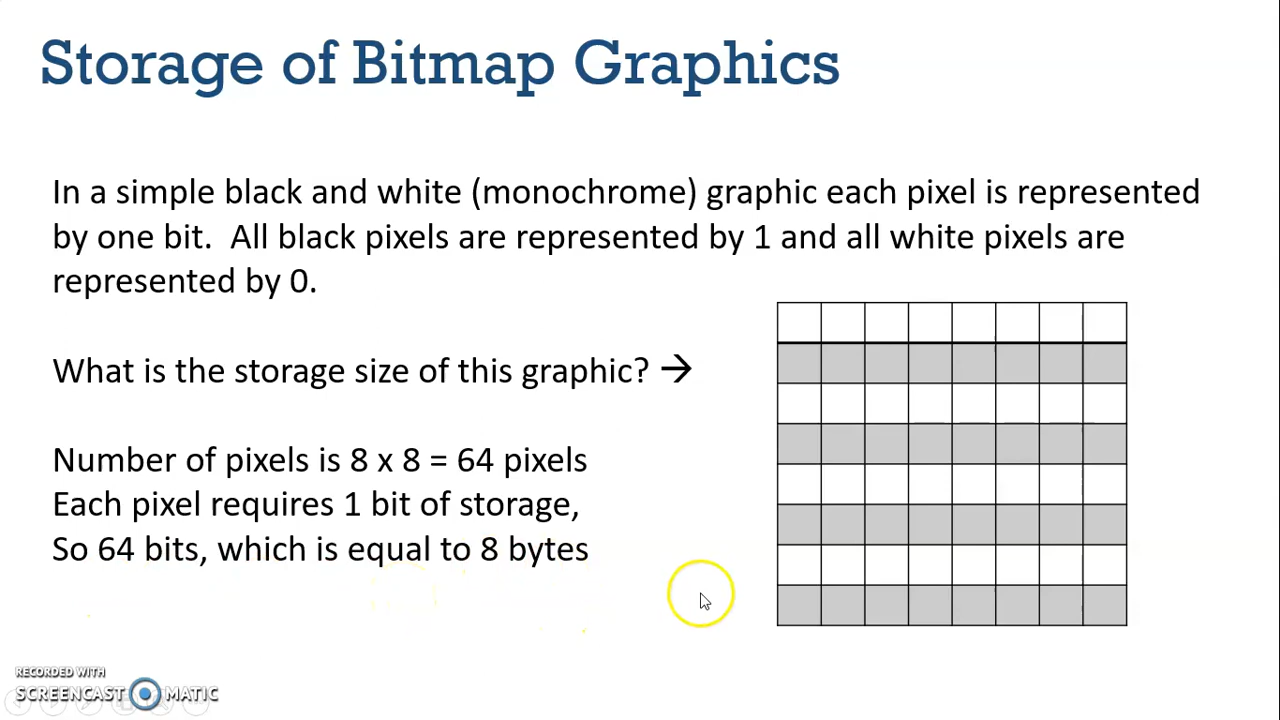 Storage of Bitmap Graphics
In a simple black and white (monochrome) graphic each pixel is represented
by one bit.  All black pixels are represented by 1 and all white pixels are
represented by 0.
What is the storage size of this graphic? →
Number of pixels is 8 x 8 = 64 pixels
Each pixel requires 1 bit of storage,
So 64 bits, which is equal to 8 bytes
RECORDED WITH
SCREENCAST MATIC